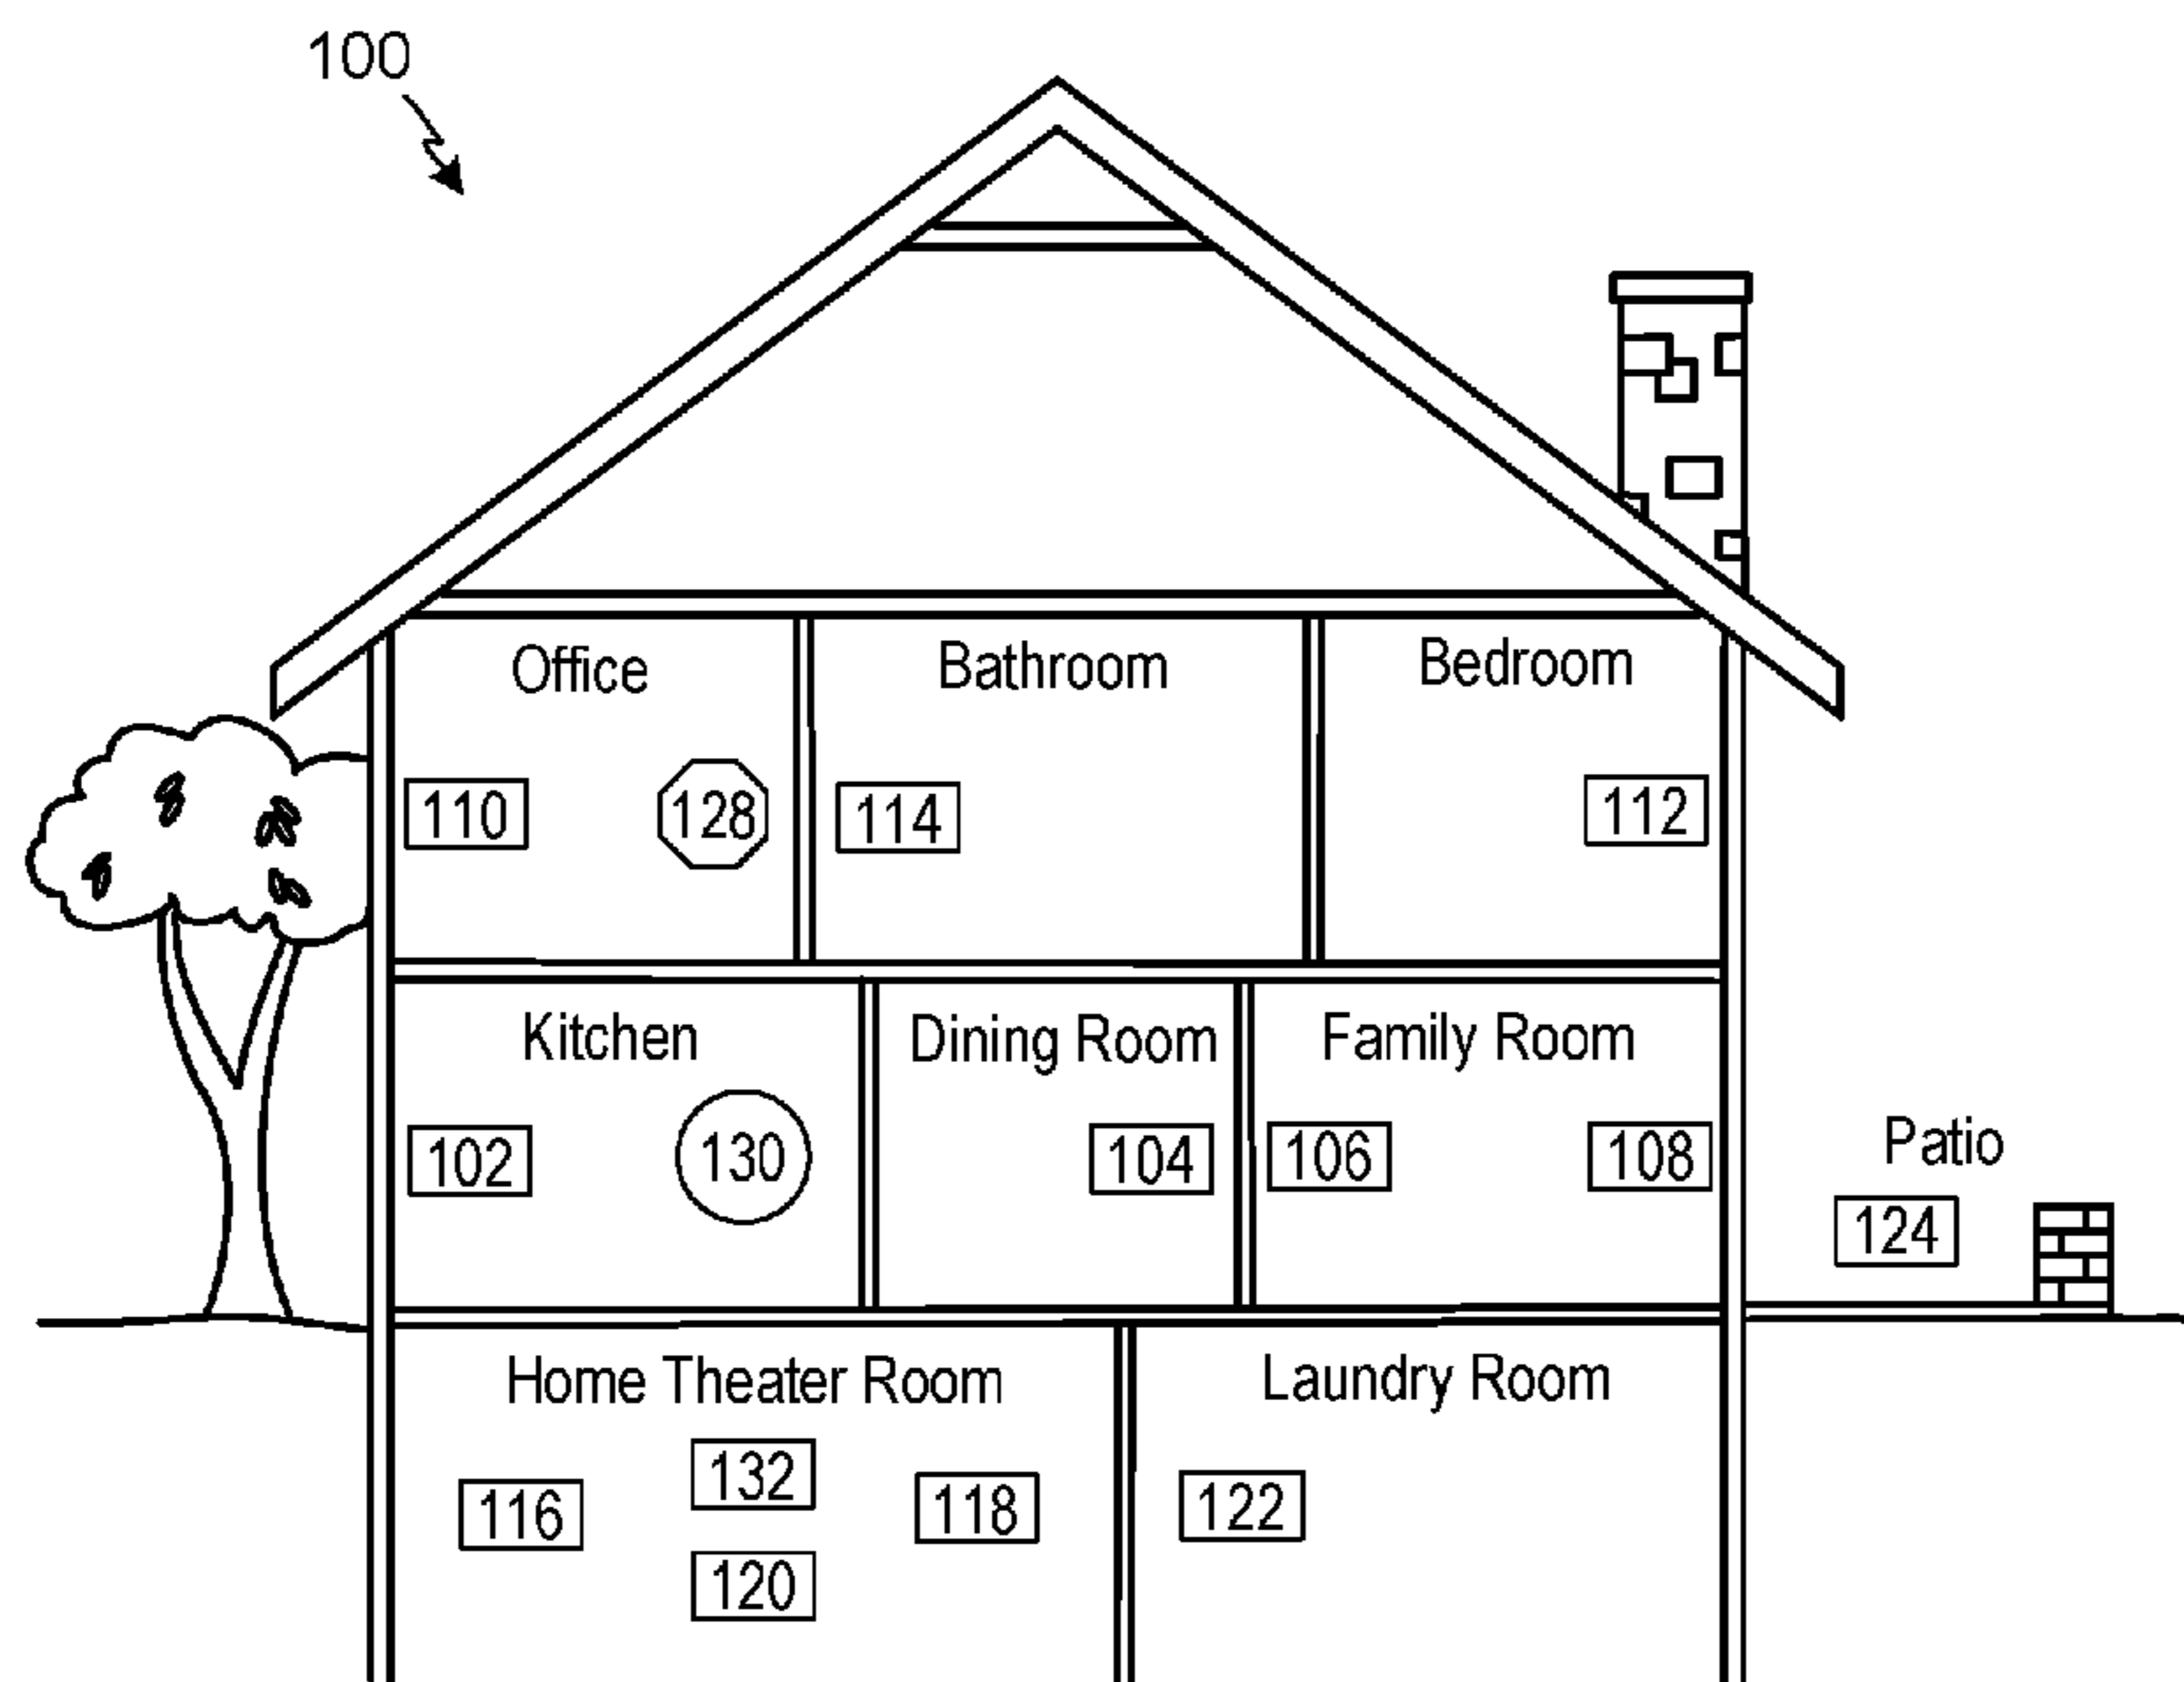 100
Office
Bathroom
Bedroom
110
128
114
112
Kitchen
Dining Room
Family Room
102
130
104
106
108
Patio
124
Home Theater Room
Laundry Room
116
132
118
120
122